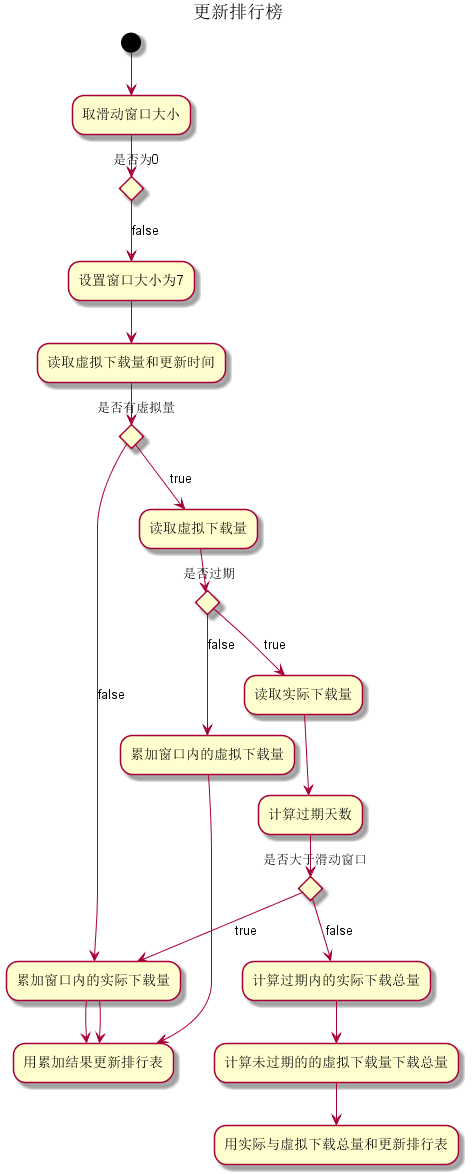 更新排行榜
取滑动窗口大小
是否为0
false
设置窗口大小为7
读取虚拟下载量和更新时间
是否有虚拟量
true
读取虚拟下载量
是否过期
false
true
false
读取实际下载量
累加窗口内的虚拟下载量
计算过期天数
是否大于滑动窗口
true
false
累加窗口内的实际下载量
计算过期内的实际下载总量
用累加结果更新排行表
计算未过期的的虚拟下载量下载总量
用实际与虚拟下载总量和更新排行表